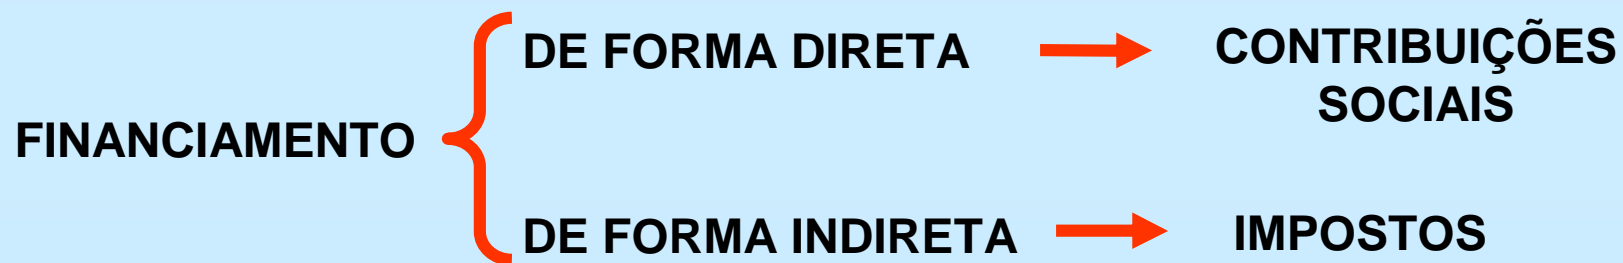 DE FORMA DIRETA
CONTRIBUIÇÕES
SOCIAIS
FINANCIAMENTO
DE FORMA INDIRETA
IMPOSTOS